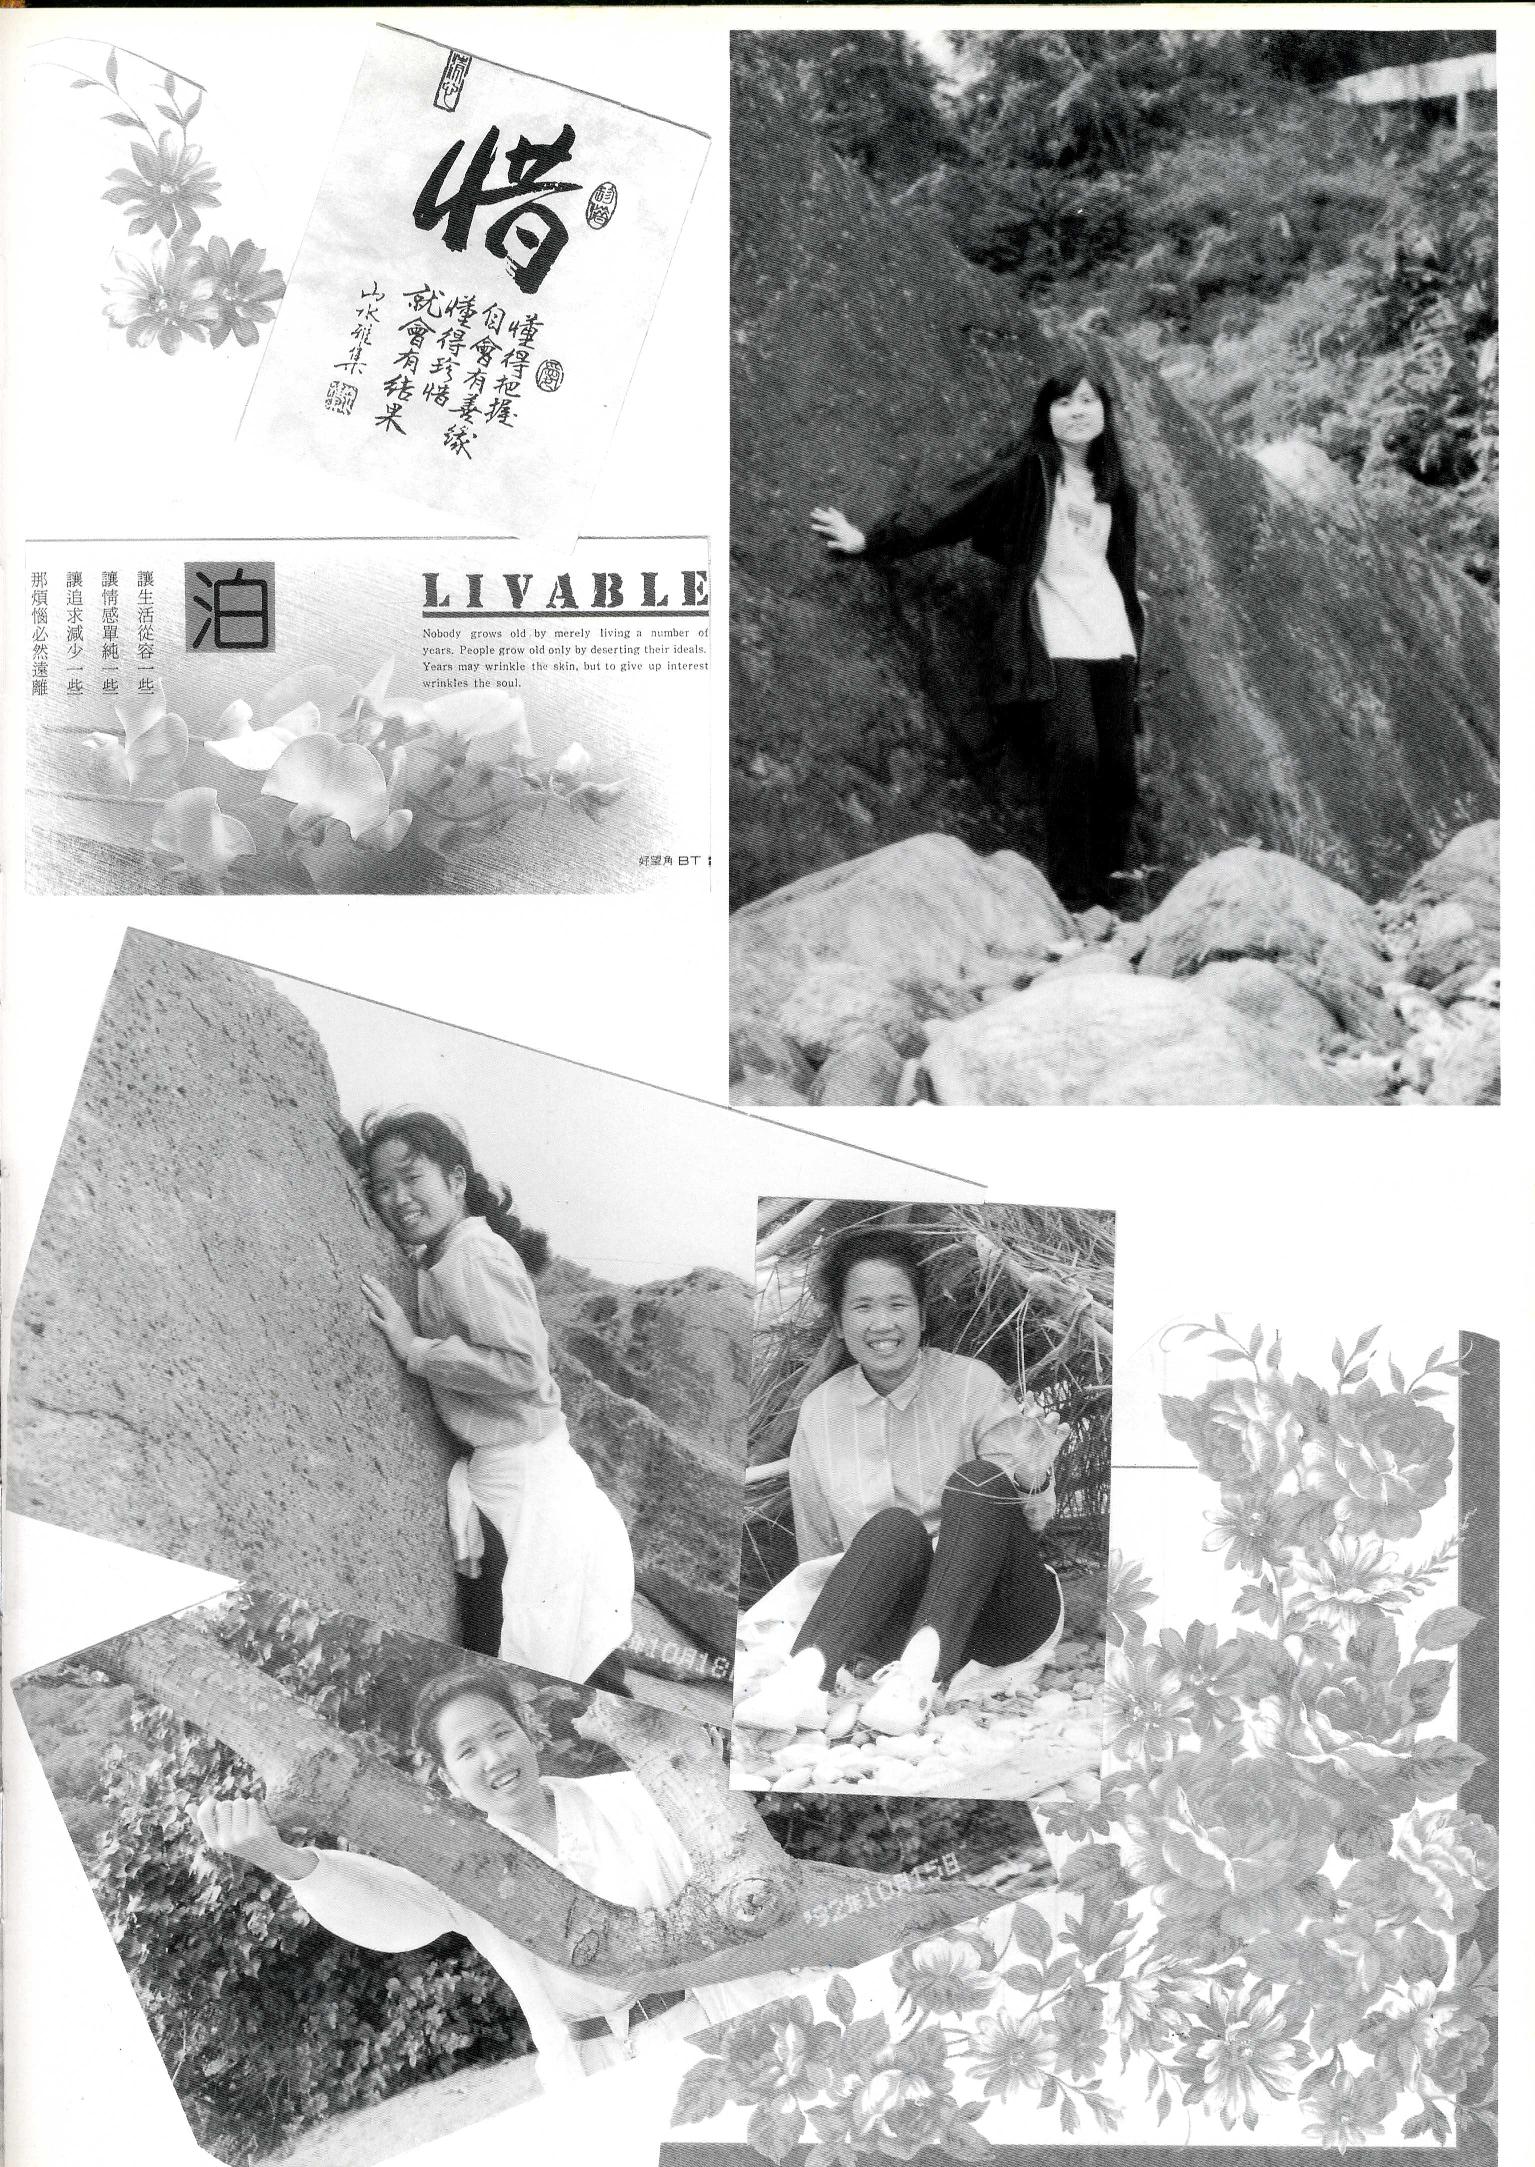 惜
懂得把握
自會有善緣
懂得珍惜
就會有結果
山水雅集
泊
讓生活從容一些
讓情感單純一些
讓追求減少一些
那煩惱必然遠離
LIVABLE
Nobody grows old by merely living a number of
years. People grow old only by deserting their ideals.
Years may wrinkle the skin, but to give up interest
wrinkles the soul.
好望角 BT
年10月18
'92年10月15日